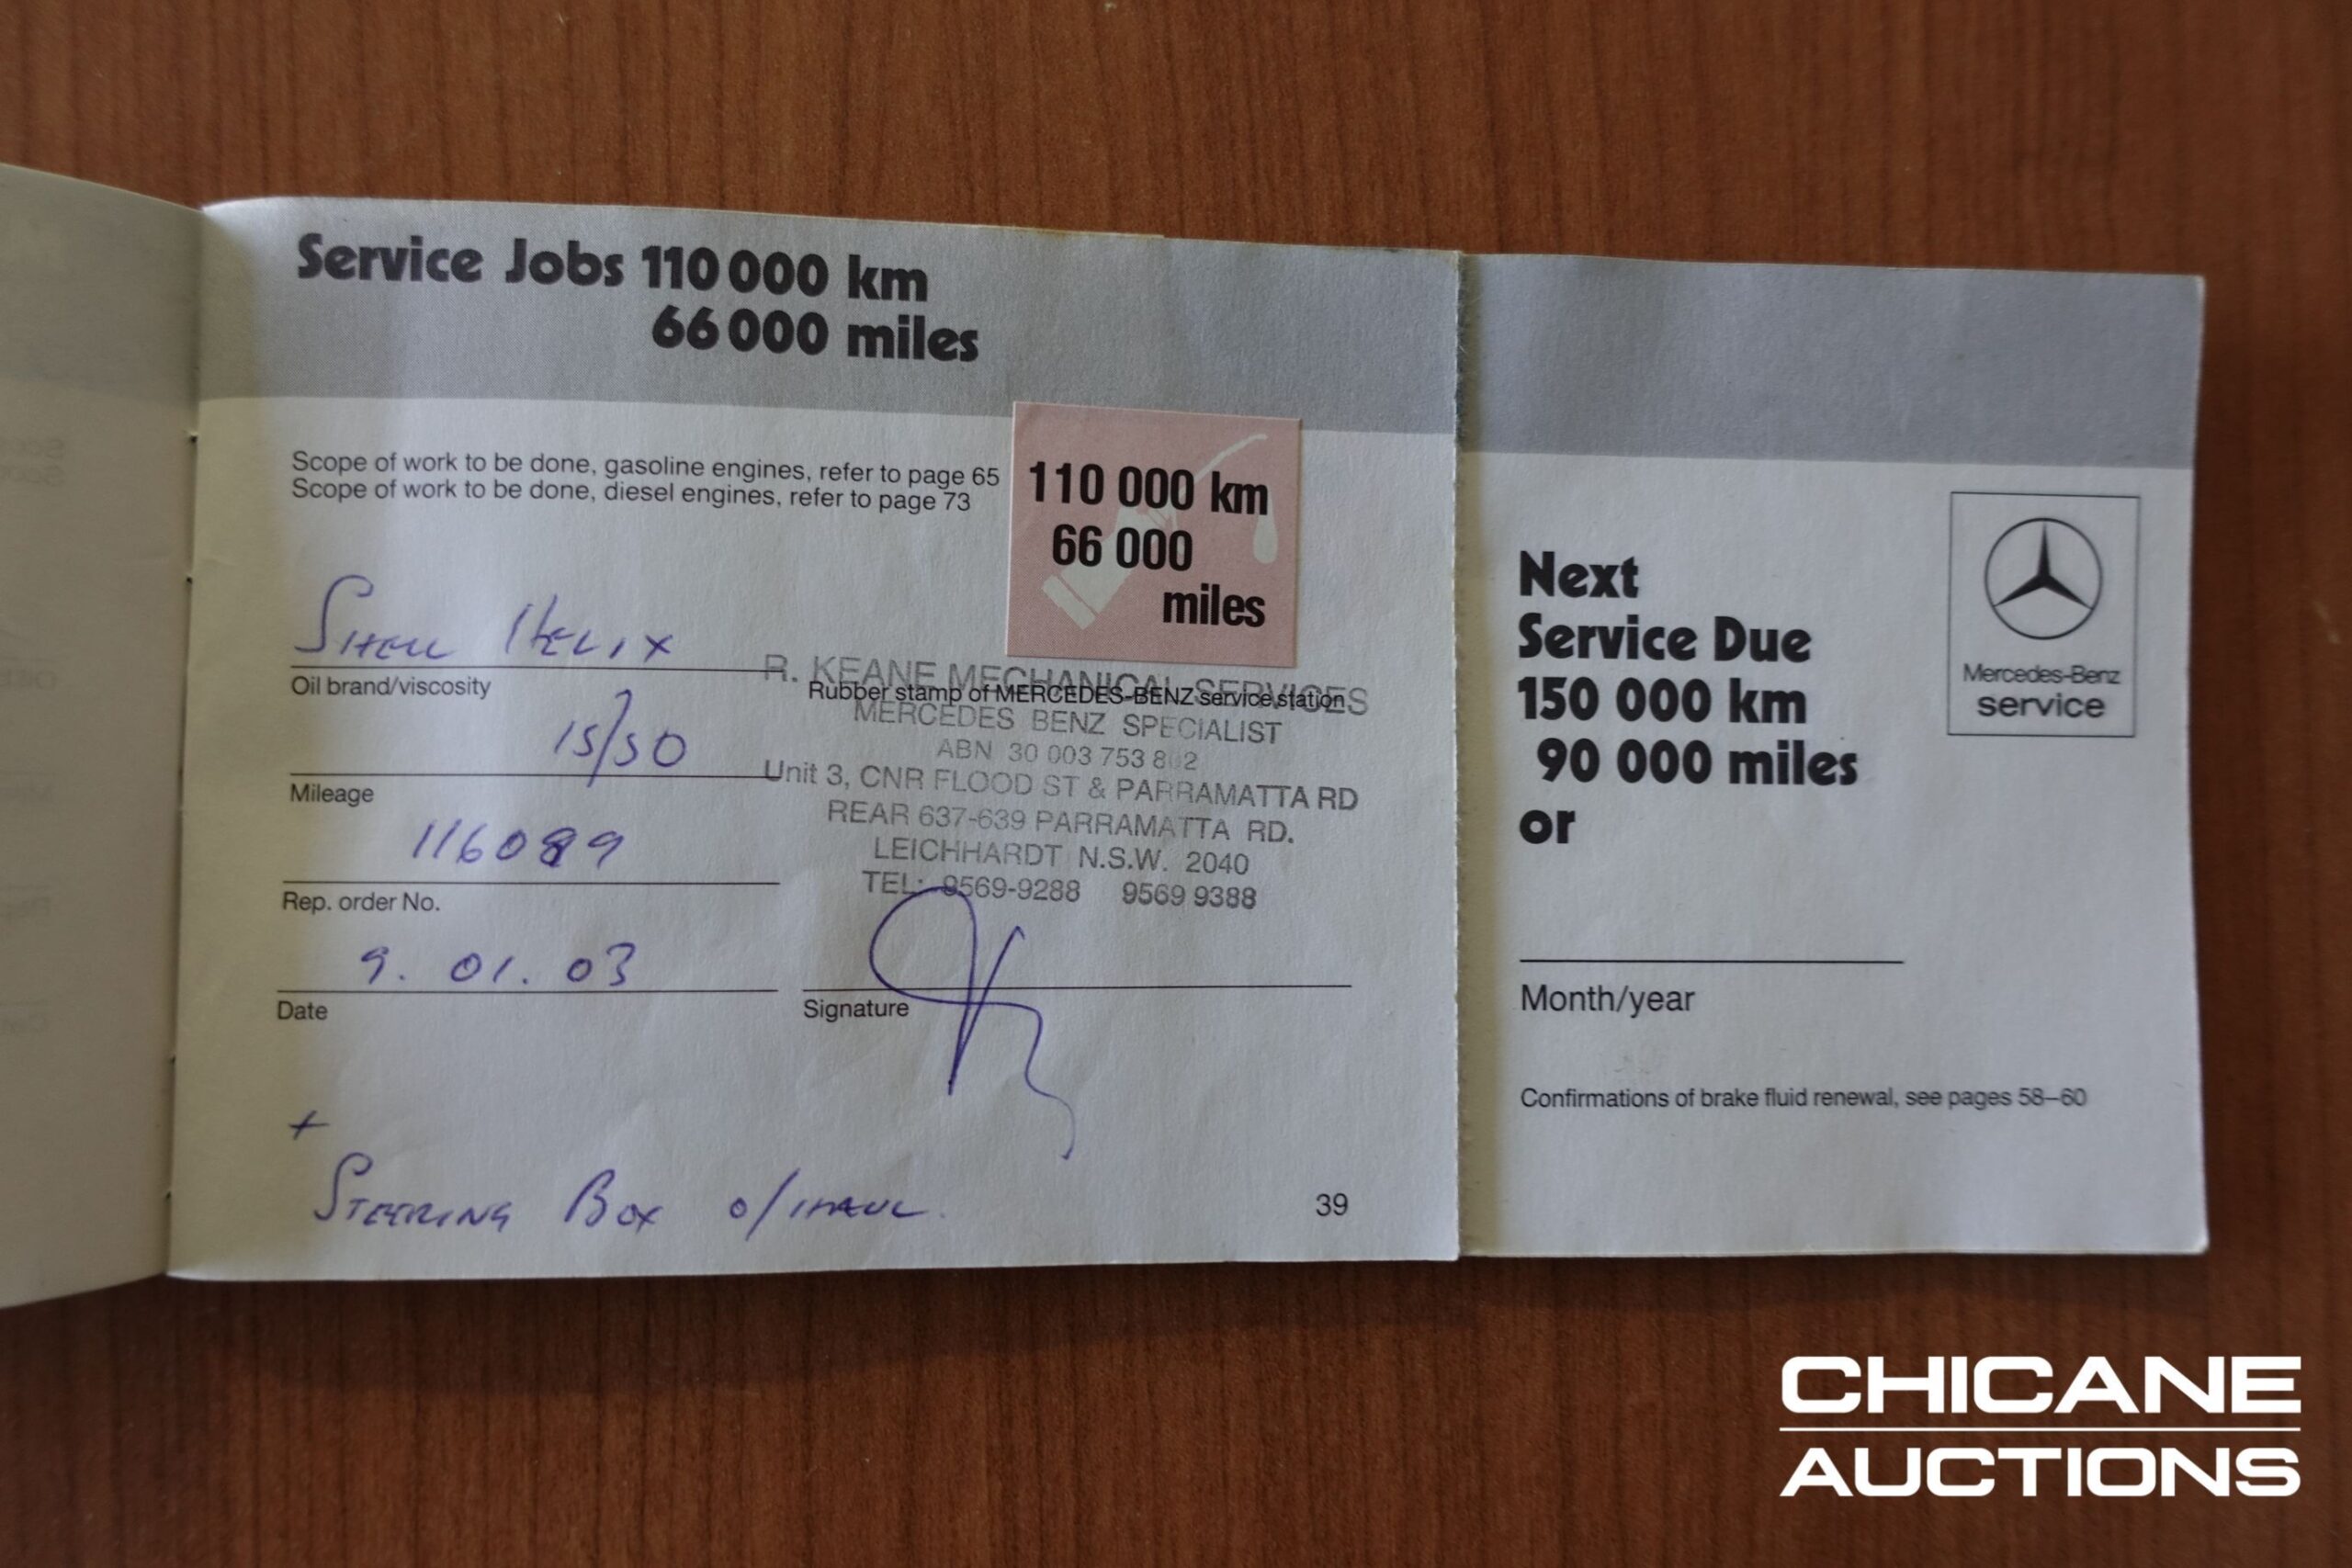 Service Jobs 110 000 km
66 000 miles
Scope of work to be done, gasoline engines, refer to page 65
Scope of work to be done, diesel engines, refer to page 73
110 000 km
66 000
miles
Shell Helix
Oil brand/viscosity
15/50
Mileage
116089
Rep. order No.
9. 01. 03
Date
R. KEANE MECHANICAL SERVICES
Rubber stamp of MERCEDES-BENZ service station
MERCEDES BENZ SPECIALIST
ABN 30 003 753 802
Unit 3, CNR FLOOD ST & PARRAMATTA RD
REAR 637-639 PARRAMATTA RD.
LEICHHARDT N.S.W. 2040
TEL: 9569-9288 9569 9388
Signature
+
STEERING BOX O/HAUL.
39
Next
Service Due
150 000 km
90 000 miles
or
Mercedes-Benz
service
Month/year
Confirmations of brake fluid renewal, see pages 58–60
CHICANE
AUCTIONS